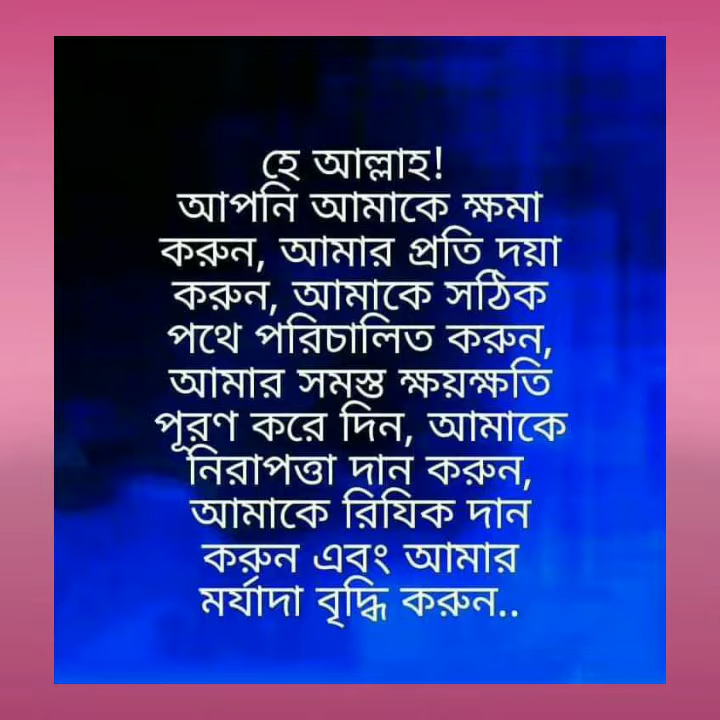 হে আল্লাহ!
আপনি আমাকে ক্ষমা
করুন, আমার প্রতি দয়া
করুন, আমাকে সঠিক
পথে পরিচালিত করুন,
আমার সমস্ত ক্ষয়ক্ষতি
পূরণ করে দিন, আমাকে
নিরাপত্তা দান করুন,
আমাকে রিযিক দান
করুন এবং আমার
মর্যাদা বৃদ্ধি করুন..